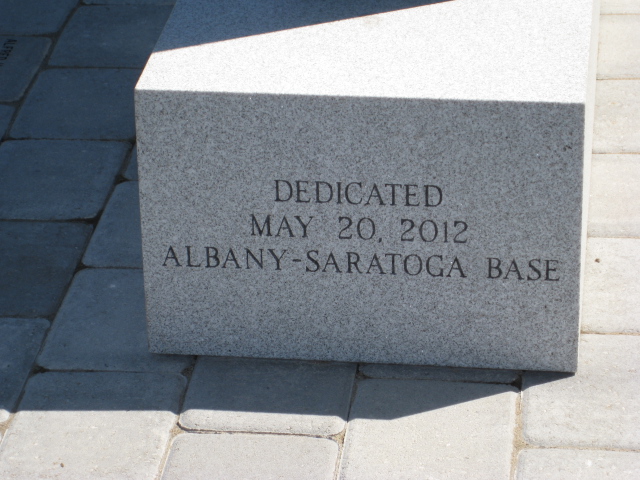 DEDICATED
MAY 20, 2012
ALBANY-SARATOGA BASE